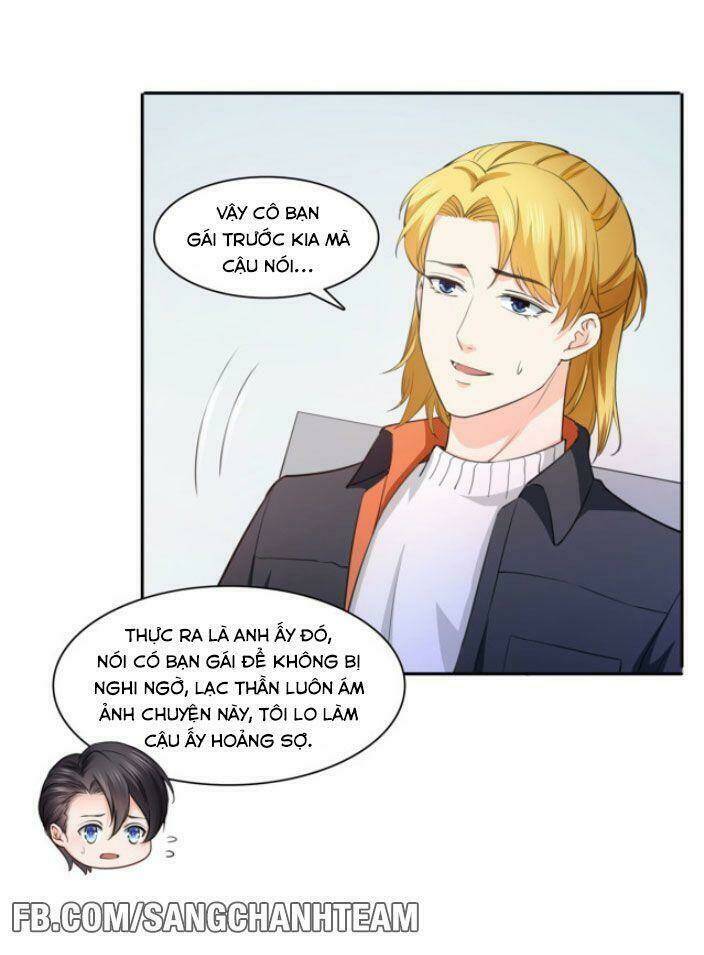 VẬY CÔ BẠN
GÁI TRƯỚC KIA MÀ
CẬU NÓI...
THỰC RA LÀ ANH ẤY ĐÓ,
NÓI CÓ BẠN GÁI ĐỂ KHÔNG BỊ
NGHI NGỜ, LẠC THẦN LUÔN ÁM
ẢNH CHUYỆN NÀY, TÔI LO LÀM
CẬU ẤY HOẢNG SỢ.
FB.COM/SANGCHANHTEAM